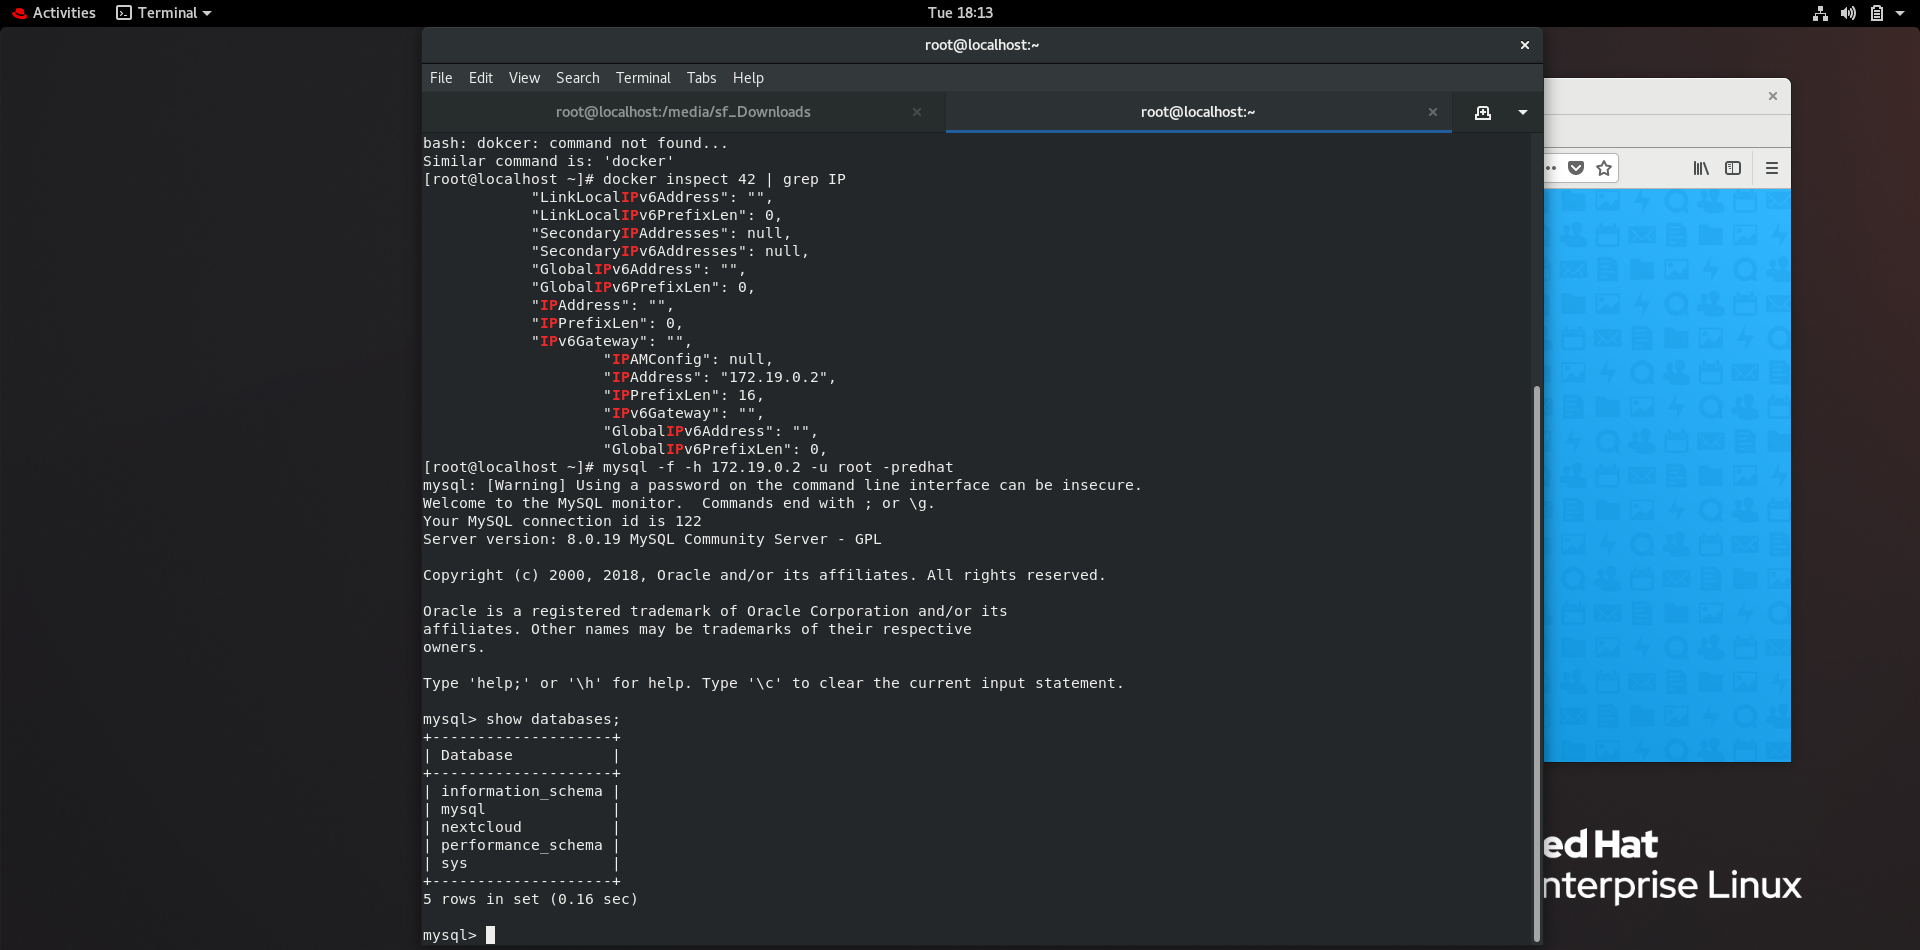 Activities Terminal Tue 18:13
root@localhost:~
File Edit View Search Terminal Tabs Help
root@localhost:/media/sf_Downloads root@localhost:~
bash: dokcer: command not found...
Similar command is: 'docker'
[root@localhost ~]# docker inspect 42 | grep IP
"LinkLocalIPv6Address": "",
"LinkLocalIPv6PrefixLen": 0,
"SecondaryIPAddresses": null,
"SecondaryIPv6Addresses": null,
"GlobalIPv6Address": "",
"GlobalIPv6PrefixLen": 0,
"IPAddress": "",
"IPPrefixLen": 0,
"IPv6Gateway": "",
"IPAMConfig": null,
"IPAddress": "172.19.0.2",
"IPPrefixLen": 16,
"IPv6Gateway": "",
"GlobalIPv6Address": "",
"GlobalIPv6PrefixLen": 0,
[root@localhost ~]# mysql -f -h 172.19.0.2 -u root -predhat
mysql: [Warning] Using a password on the command line interface can be insecure.
Welcome to the MySQL monitor.  Commands end with ; or \g.
Your MySQL connection id is 122
Server version: 8.0.19 MySQL Community Server - GPL
Copyright (c) 2000, 2018, Oracle and/or its affiliates. All rights reserved.
Oracle is a registered trademark of Oracle Corporation and/or its
affiliates. Other names may be trademarks of their respective
owners.
Type 'help;' or '\h' for help. Type '\c' to clear the current input statement.
mysql> show databases;
+--------------------+
| Database           |
+--------------------+
| information_schema |
| mysql              |
| nextcloud          |
| performance_schema |
| sys                |
+--------------------+
5 rows in set (0.16 sec)
mysql>
ed Hat
nterprise Linux